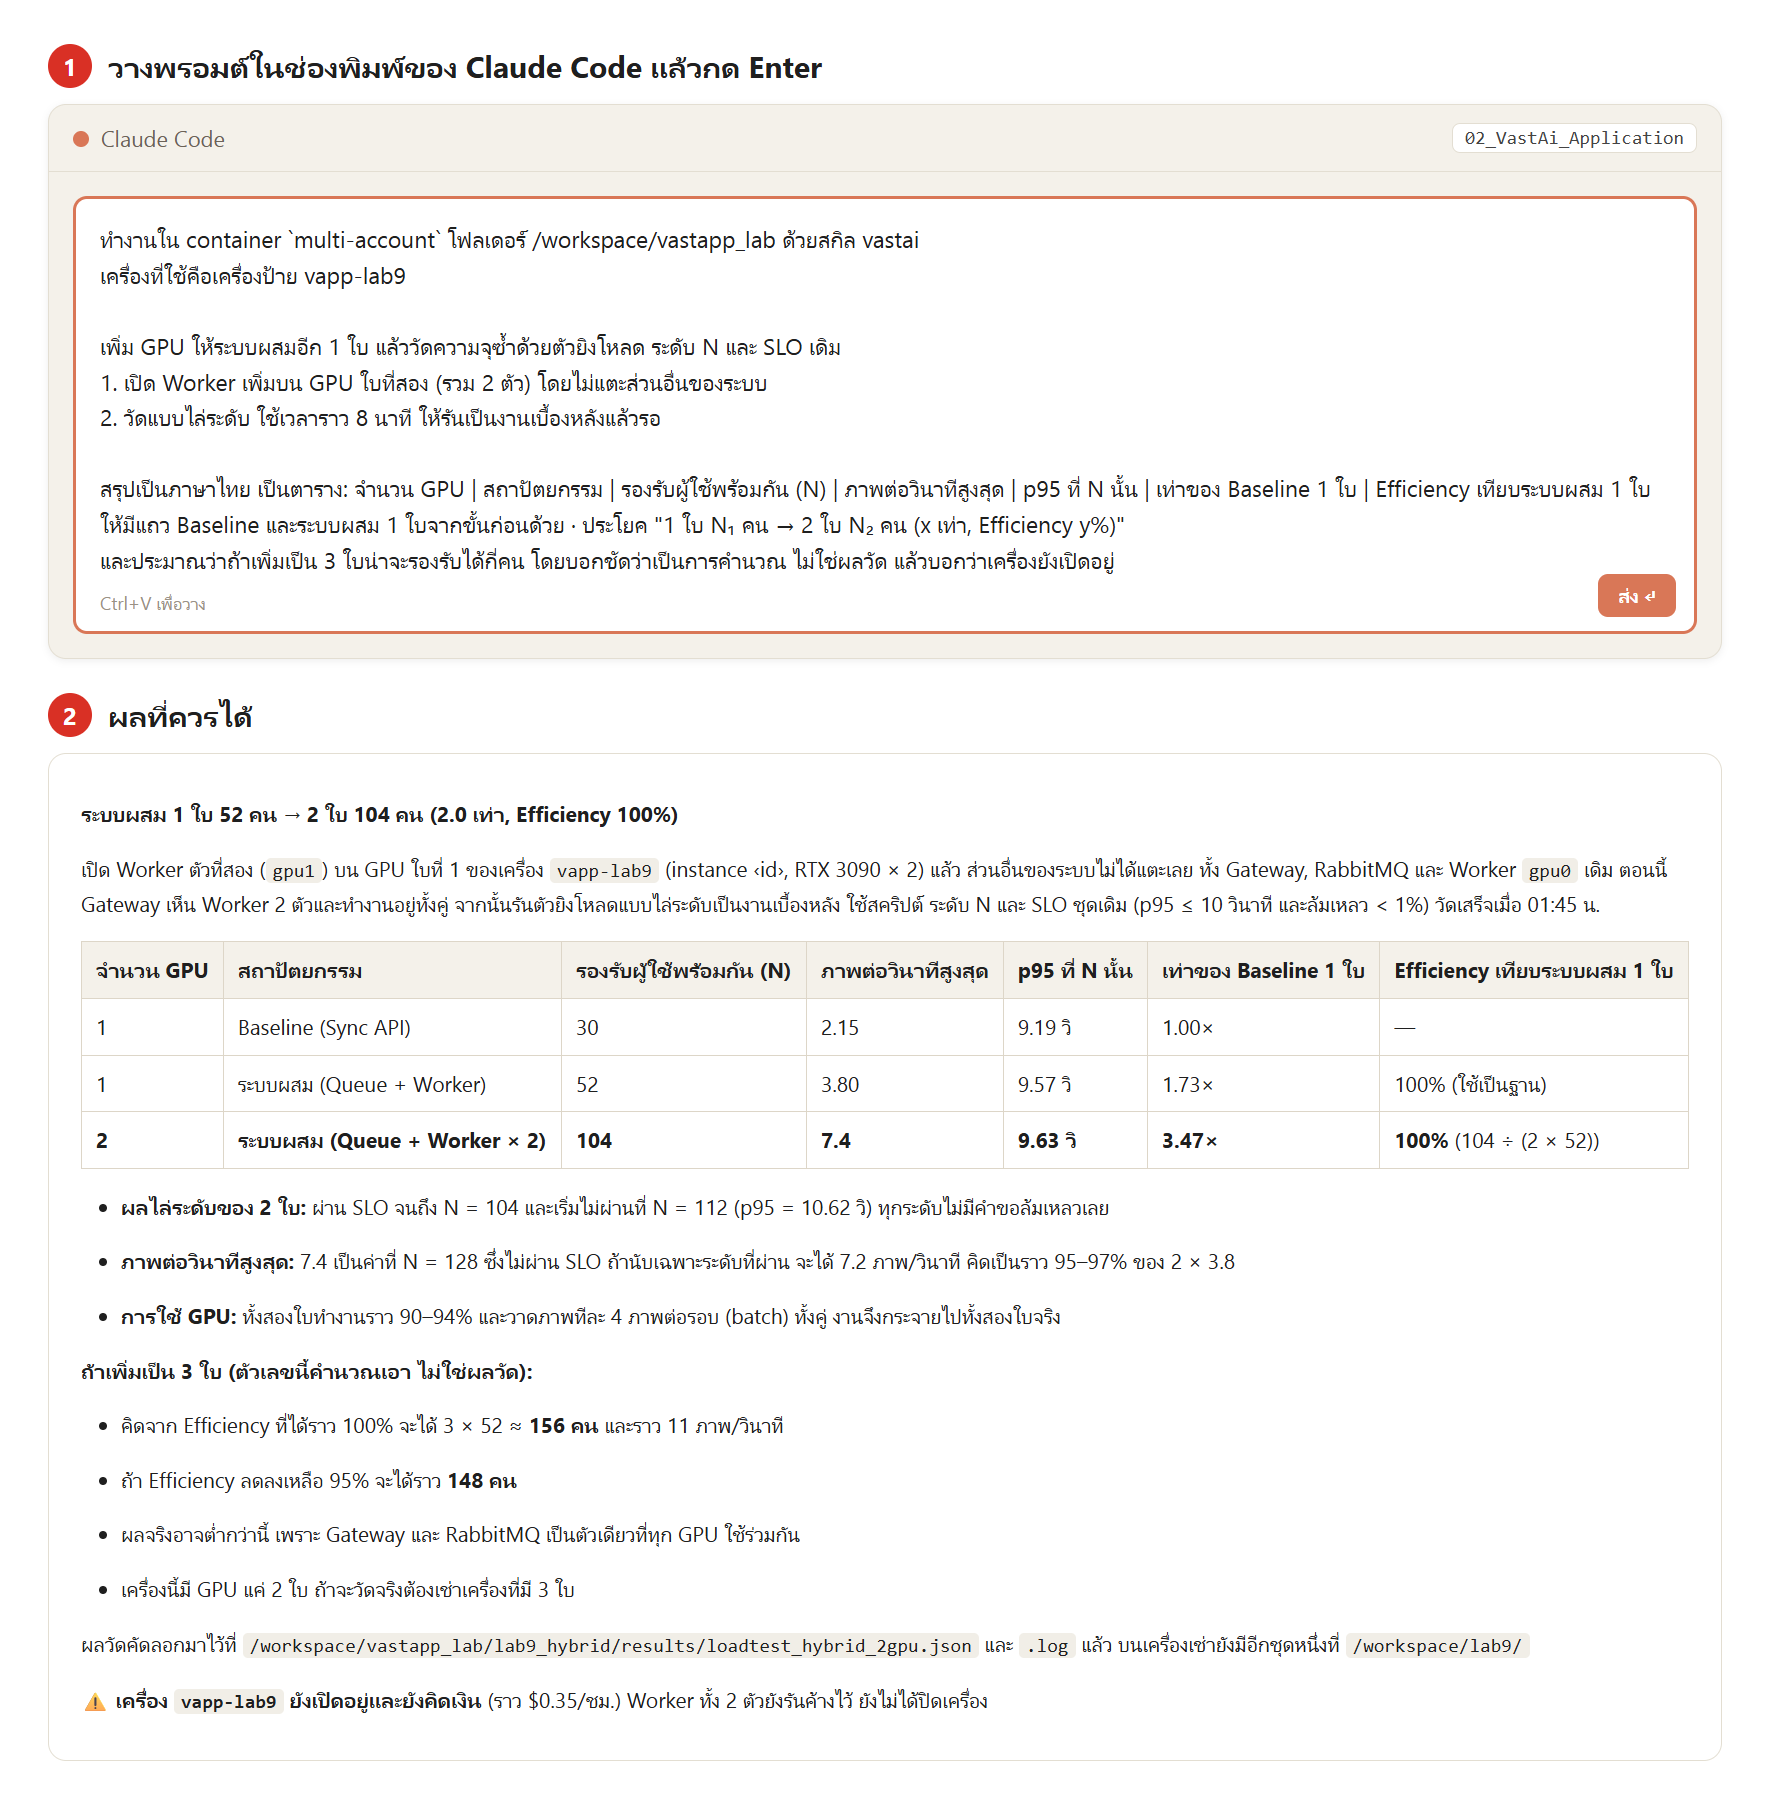 1 วางพรอมต์ในช่องพิมพ์ของ Claude Code แล้วกด Enter
Claude Code
02_VastAi_Application
ทำงานใน container `multi-account` โฟลเดอร์ /workspace/vastapp_lab ด้วยสกิล vastai
เครื่องที่ใช้คือเครื่องป้าย vapp-lab9
เพิ่ม GPU ให้ระบบผสมอีก 1 ใบ แล้ววัดความจุซ้ำด้วยตัวยิงโหลด ระดับ N และ SLO เดิม
1. เปิด Worker เพิ่มบน GPU ใบที่สอง (รวม 2 ตัว) โดยไม่แตะส่วนอื่นของระบบ
2. วัดแบบไล่ระดับ ใช้เวลาราว 8 นาที ให้รันเป็นงานเบื้องหลังแล้วรอ
สรุปเป็นภาษาไทย เป็นตาราง: จำนวน GPU | สถาปัตยกรรม | รองรับผู้ใช้พร้อมกัน (N) | ภาพต่อวินาทีสูงสุด | p95 ที่ N นั้น | เท่าของ Baseline 1 ใบ | Efficiency เทียบระบบผสม 1 ใบ
ให้มีแถว Baseline และระบบผสม 1 ใบจากขั้นก่อนด้วย · ประโยค "1 ใบ N₁ คน → 2 ใบ N₂ คน (x เท่า, Efficiency y%)"
และประมาณว่าถ้าเพิ่มเป็น 3 ใบน่าจะรองรับได้กี่คน โดยบอกชัดว่าเป็นการคำนวณ ไม่ใช่ผลวัด แล้วบอกว่าเครื่องยังเปิดอยู่
Ctrl+V เพื่อวาง
ส่ง ⏎
2 ผลที่ควรได้
ระบบผสม 1 ใบ 52 คน → 2 ใบ 104 คน (2.0 เท่า, Efficiency 100%)
เปิด Worker ตัวที่สอง (gpu1) บน GPU ใบที่ 1 ของเครื่อง vapp-lab9 (instance ‹id›, RTX 3090 × 2) แล้ว ส่วนอื่นของระบบไม่ได้แตะเลย ทั้ง Gateway, RabbitMQ และ Worker gpu0 เดิม ตอนนี้
Gateway เห็น Worker 2 ตัวและทำงานอยู่ทั้งคู่ จากนั้นรันตัวยิงโหลดแบบไล่ระดับเป็นงานเบื้องหลัง ใช้สคริปต์ ระดับ N และ SLO ชุดเดิม (p95 ≤ 10 วินาที และล้มเหลว < 1%) วัดเสร็จเมื่อ 01:45 น.
จำนวน GPU สถาปัตยกรรม รองรับผู้ใช้พร้อมกัน (N) ภาพต่อวินาทีสูงสุด p95 ที่ N นั้น เท่าของ Baseline 1 ใบ Efficiency เทียบระบบผสม 1 ใบ
1 Baseline (Sync API) 30 2.15 9.19 วิ 1.00× —
1 ระบบผสม (Queue + Worker) 52 3.80 9.57 วิ 1.73× 100% (ใช้เป็นฐาน)
2 ระบบผสม (Queue + Worker × 2) 104 7.4 9.63 วิ 3.47× 100% (104 ÷ (2 × 52))
• ผลไล่ระดับของ 2 ใบ: ผ่าน SLO จนถึง N = 104 และเริ่มไม่ผ่านที่ N = 112 (p95 = 10.62 วิ) ทุกระดับไม่มีคำขอล้มเหลวเลย
• ภาพต่อวินาทีสูงสุด: 7.4 เป็นค่าที่ N = 128 ซึ่งไม่ผ่าน SLO ถ้านับเฉพาะระดับที่ผ่าน จะได้ 7.2 ภาพ/วินาที คิดเป็นราว 95–97% ของ 2 × 3.8
• การใช้ GPU: ทั้งสองใบทำงานราว 90–94% และวาดภาพทีละ 4 ภาพต่อรอบ (batch) ทั้งคู่ งานจึงกระจายไปทั้งสองใบจริง
ถ้าเพิ่มเป็น 3 ใบ (ตัวเลขนี้คำนวณเอา ไม่ใช่ผลวัด):
• คิดจาก Efficiency ที่ได้ราว 100% จะได้ 3 × 52 ≈ 156 คน และราว 11 ภาพ/วินาที
• ถ้า Efficiency ลดลงเหลือ 95% จะได้ราว 148 คน
• ผลจริงอาจต่ำกว่านี้ เพราะ Gateway และ RabbitMQ เป็นตัวเดียวที่ทุก GPU ใช้ร่วมกัน
• เครื่องนี้มี GPU แค่ 2 ใบ ถ้าจะวัดจริงต้องเช่าเครื่องที่มี 3 ใบ
ผลวัดคัดลอกมาไว้ที่ /workspace/vastapp_lab/lab9_hybrid/results/loadtest_hybrid_2gpu.json และ .log แล้ว บนเครื่องเช่ายังมีอีกชุดหนึ่งที่ /workspace/lab9/
⚠️ เครื่อง vapp-lab9 ยังเปิดอยู่และยังคิดเงิน (ราว $0.35/ชม.) Worker ทั้ง 2 ตัวยังรันค้างไว้ ยังไม่ได้ปิดเครื่อง